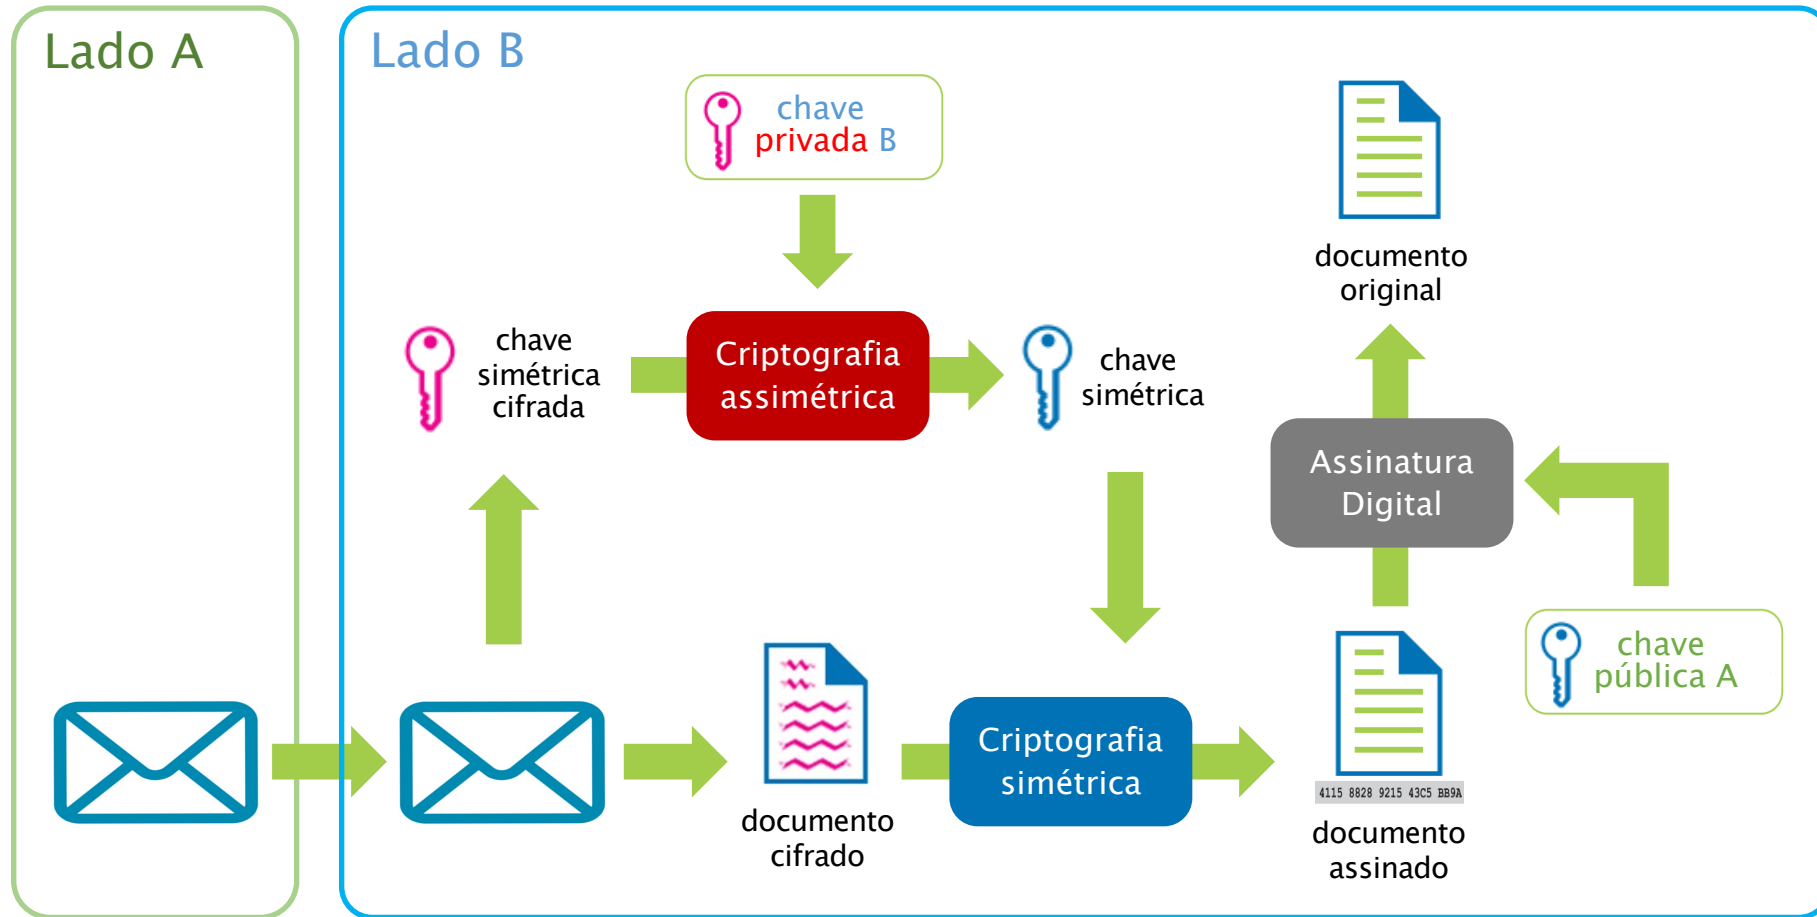 Lado A
Lado B
chave
privada B
documento
original
chave
simétrica
cifrada
Criptografia
assimétrica
chave
simétrica
Assinatura
Digital
chave
pública A
Criptografia
simétrica
documento
cifrado
4115 8828 9215 43C5 BB9A
documento
assinado